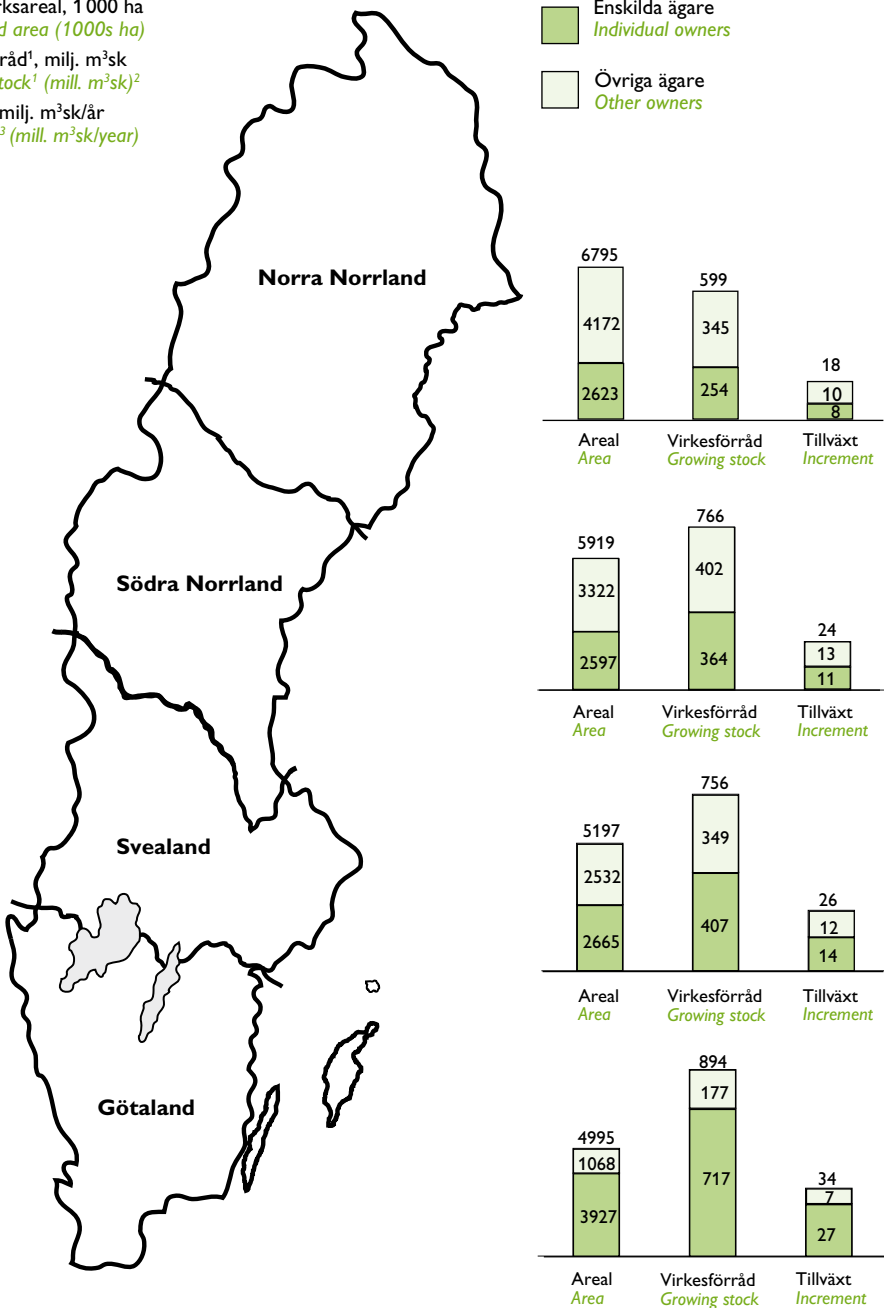 rksareal, 1 000 ha
d area (1000s ha)
råd¹, milj. m³sk
tock¹ (mill. m³sk)²
milj. m³sk/år
³ (mill. m³sk/year)
Enskilda ägare
Individual owners
Övriga ägare
Other owners
Norra Norrland
6795
4172
2623
599
345
254
18
10
8
Areal
Area
Virkesförråd
Growing stock
Tillväxt
Increment
Södra Norrland
5919
3322
2597
766
402
364
24
13
11
Areal
Area
Virkesförråd
Growing stock
Tillväxt
Increment
Svealand
5197
2532
2665
756
349
407
26
12
14
Areal
Area
Virkesförråd
Growing stock
Tillväxt
Increment
Götaland
4995
1068
3927
894
177
717
34
7
27
Areal
Area
Virkesförråd
Growing stock
Tillväxt
Increment